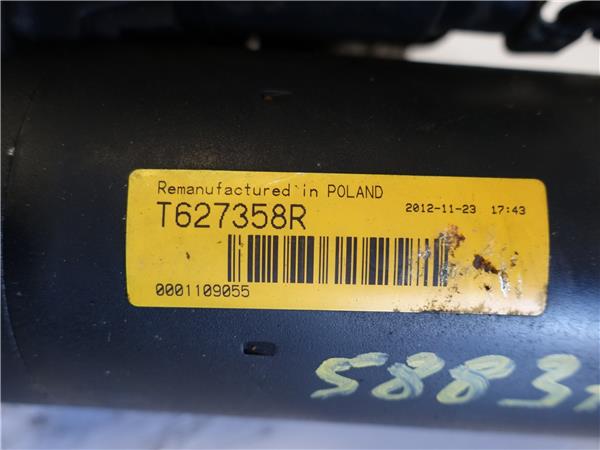 Remanufactured in POLAND
T627358R
2012-11-23 17:43
0001109055